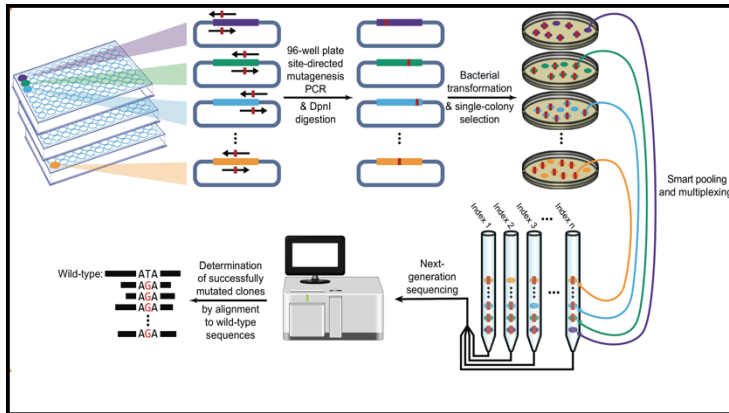 96-well plate
site-directed
mutagenesis
PCR
& DpnI
digestion
Bacterial
transformation
& single-colony
selection
Smart pooling
and multiplexing
Index 1
Index 2
Index 3
Index n
Next-
generation
sequencing
Determination
of successfully
mutated clones
by alignment
to wild-type
sequences
Wild-type: ATA
AGA
AGA
AGA
AGA